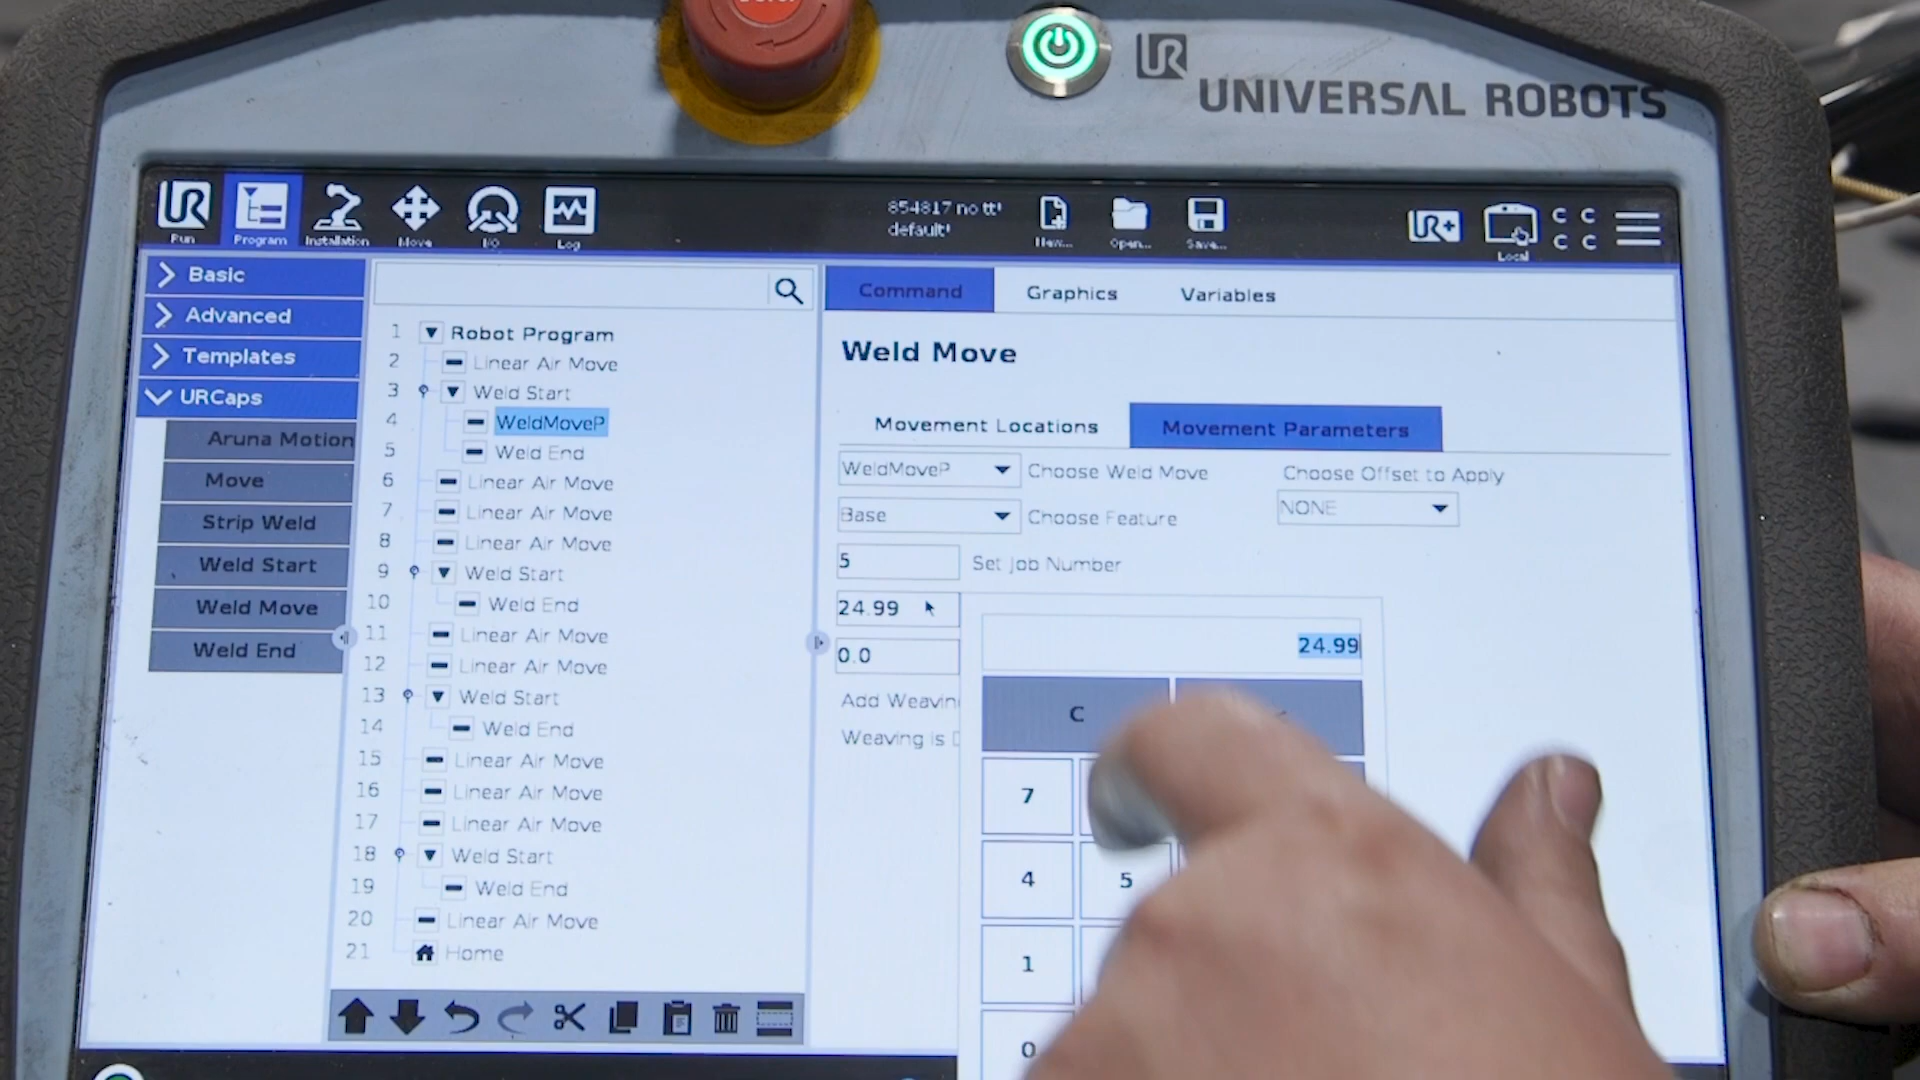 UR
UNIVERSAL ROBOTS
UR
Run
Program
Installation
Move
I/O
Log
854817 no tt!
default!
New...
Open...
Save...
UR+
Local
C C
C C
Basic
Advanced
Templates
URCaps
Aruna Motion
Move
Strip Weld
Weld Start
Weld Move
Weld End
1 Robot Program
2 Linear Air Move
3 Weld Start
4 WeldMoveP
5 Weld End
6 Linear Air Move
7 Linear Air Move
8 Linear Air Move
9 Weld Start
10 Weld End
11 Linear Air Move
12 Linear Air Move
13 Weld Start
14 Weld End
15 Linear Air Move
16 Linear Air Move
17 Linear Air Move
18 Weld Start
19 Weld End
20 Linear Air Move
21 Home
Command Graphics Variables
Weld Move
Movement Locations Movement Parameters
WeldMoveP Choose Weld Move Choose Offset to Apply
Base Choose Feature NONE
5 Set Job Number
24.99
0.0
Add Weavin
Weaving is
24.99
C
7
4 5
1
0